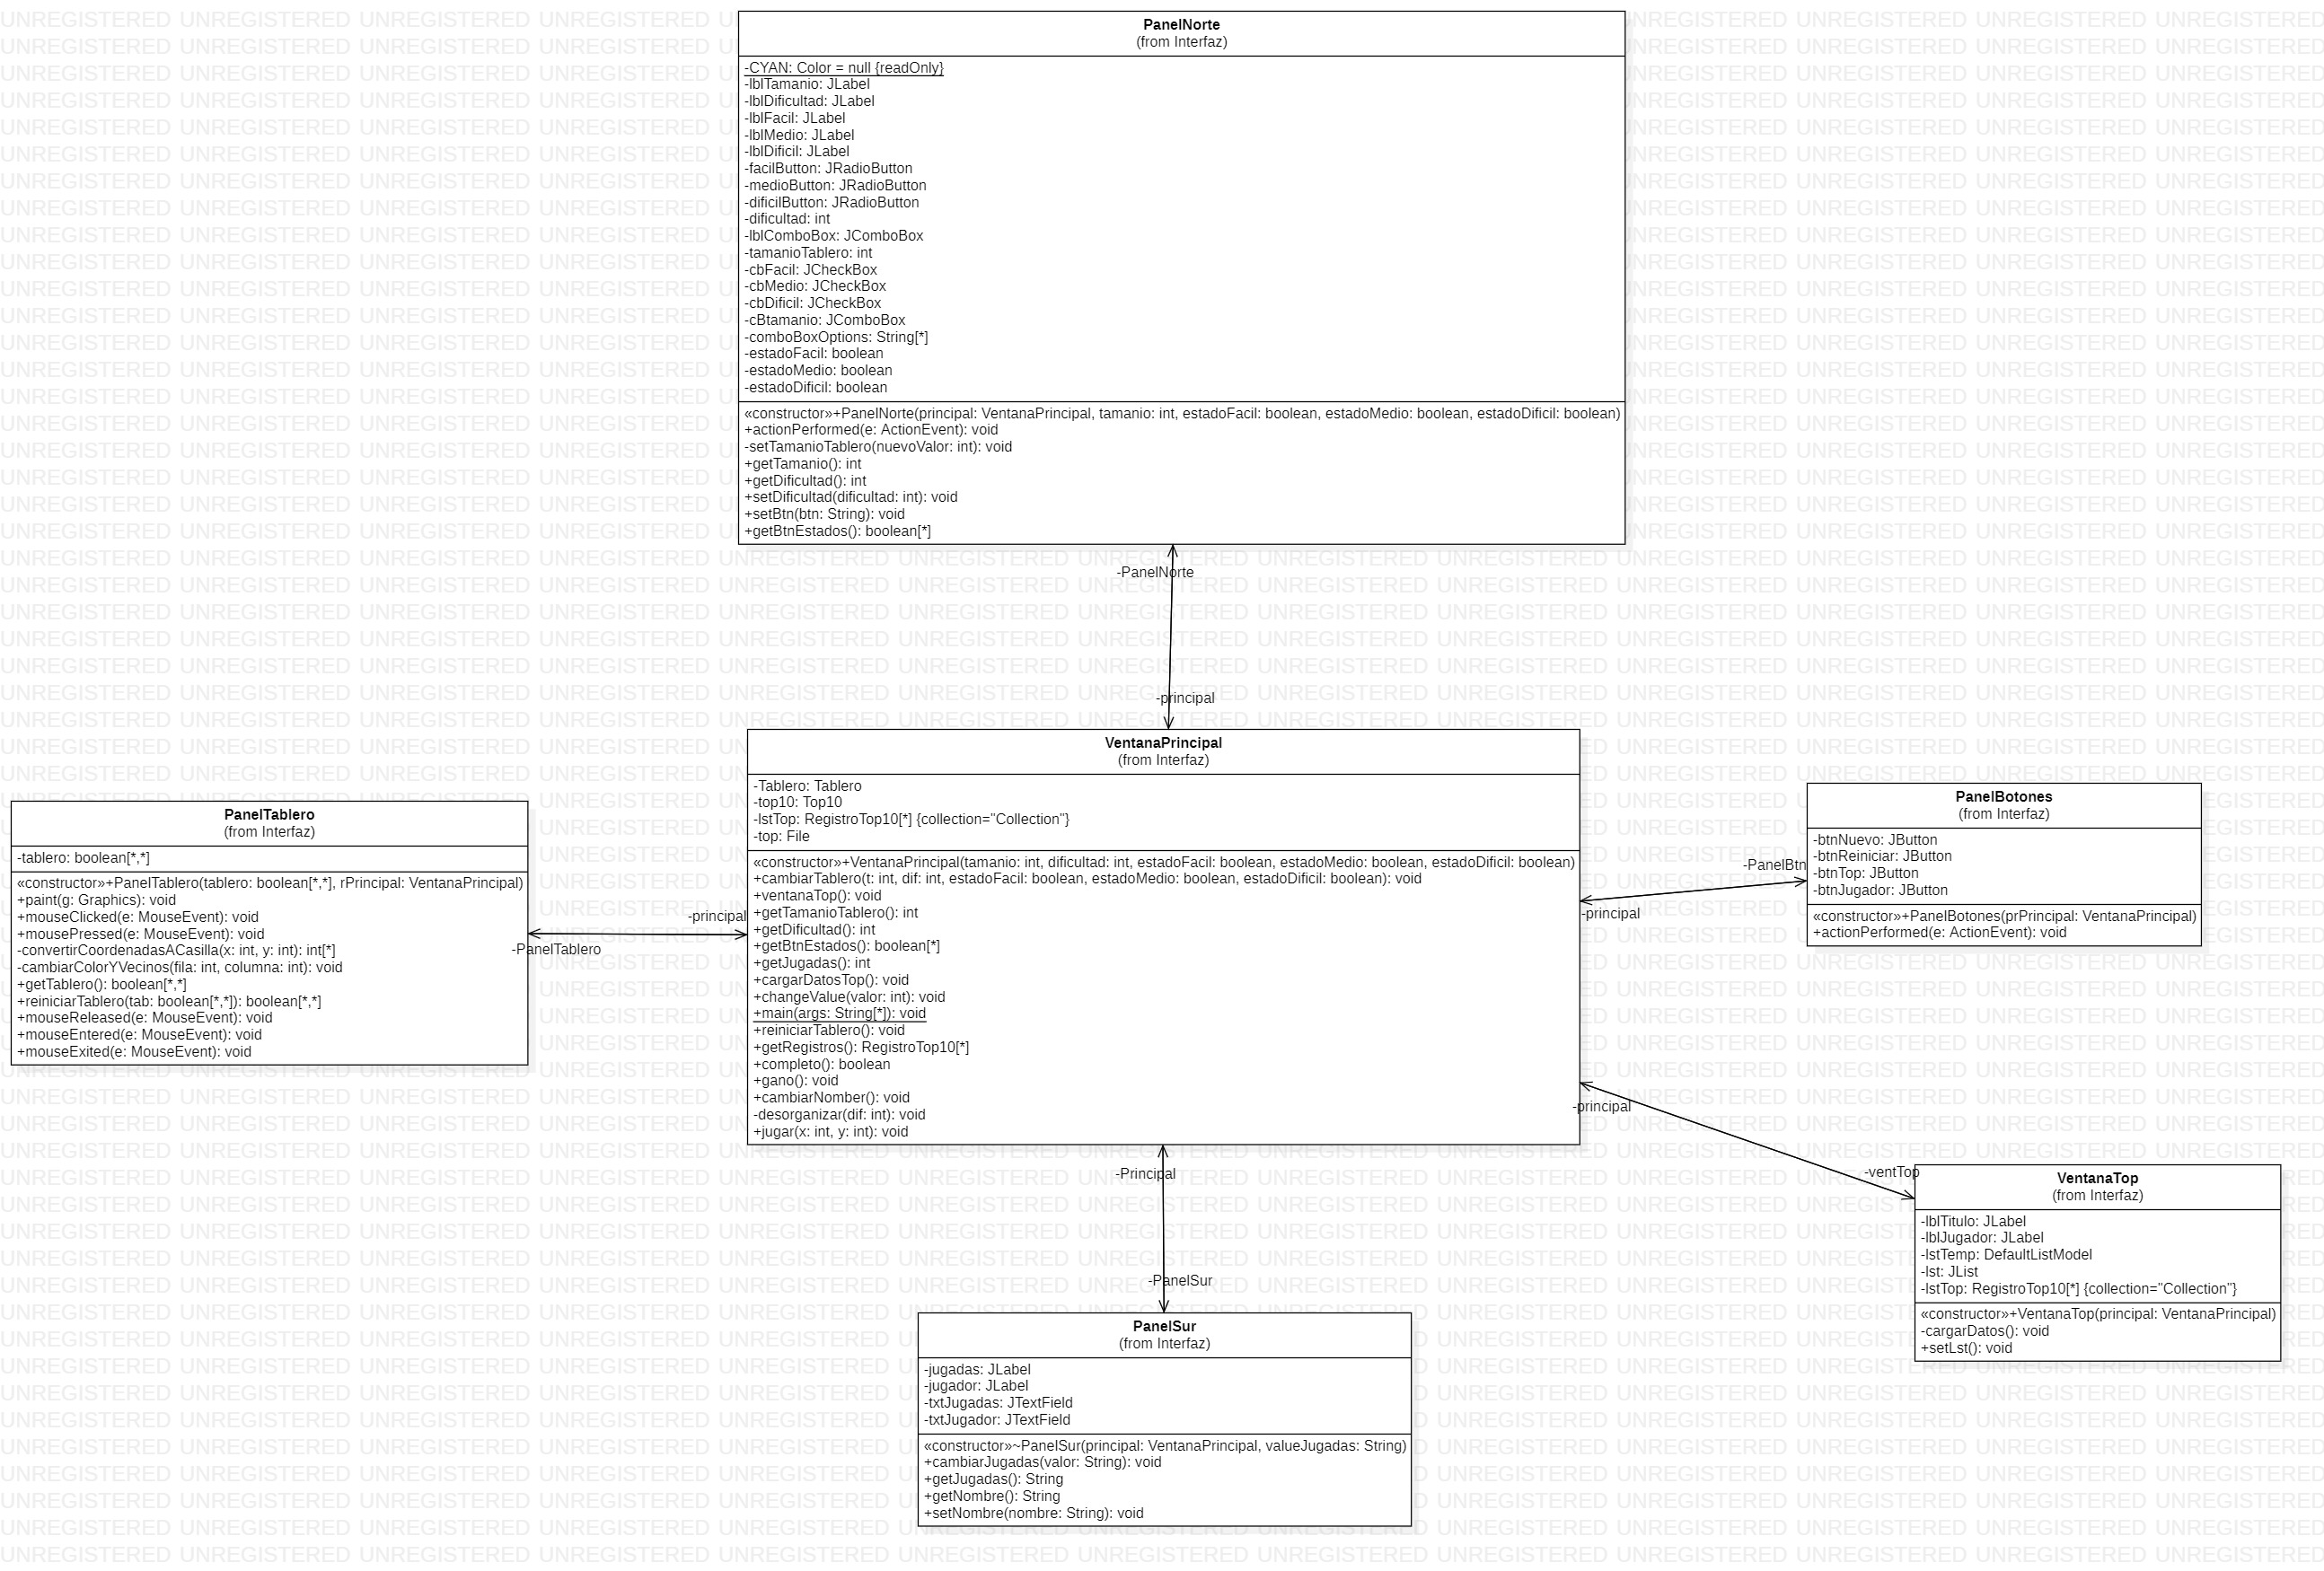 PanelNorte
(from Interfaz)
-CYAN: Color = null {readOnly}
-lblTamanio: JLabel
-lblDificultad: JLabel
-lblFacil: JLabel
-lblMedio: JLabel
-lblDificil: JLabel
-facilButton: JRadioButton
-medioButton: JRadioButton
-dificilButton: JRadioButton
-dificultad: int
-lblComboBox: JComboBox
-tamanioTablero: int
-cbFacil: JCheckBox
-cbMedio: JCheckBox
-cbDificil: JCheckBox
-cBtamanio: JComboBox
-comboBoxOptions: String[*]
-estadoFacil: boolean
-estadoMedio: boolean
-estadoDificil: boolean
«constructor»+PanelNorte(principal: VentanaPrincipal, tamanio: int, estadoFacil: boolean, estadoMedio: boolean, estadoDificil: boolean)
+actionPerformed(e: ActionEvent): void
-setTamanioTablero(nuevoValor: int): void
+getTamanio(): int
+getDificultad(): int
+setDificultad(dificultad: int): void
+setBtn(btn: String): void
+getBtnEstados(): boolean[*]
-PanelNorte
-principal
VentanaPrincipal
(from Interfaz)
-Tablero: Tablero
-top10: Top10
-lstTop: RegistroTop10[*] {collection="Collection"}
-top: File
«constructor»+VentanaPrincipal(tamanio: int, dificultad: int, estadoFacil: boolean, estadoMedio: boolean, estadoDificil: boolean)
+cambiarTablero(t: int, dif: int, estadoFacil: boolean, estadoMedio: boolean, estadoDificil: boolean): void
+ventanaTop(): void
+getTamanioTablero(): int
+getDificultad(): int
+getBtnEstados(): boolean[*]
+getJugadas(): int
+cargarDatosTop(): void
+changeValue(valor: int): void
+main(args: String[*]): void
+reiniciarTablero(): void
+getRegistros(): RegistroTop10[*]
+completo(): boolean
+gano(): void
+cambiarNomber(): void
-desorganizar(dif: int): void
+jugar(x: int, y: int): void
PanelTablero
(from Interfaz)
-tablero: boolean[*,*]
«constructor»+PanelTablero(tablero: boolean[*,*], rPrincipal: VentanaPrincipal)
+paint(g: Graphics): void
+mouseClicked(e: MouseEvent): void
+mousePressed(e: MouseEvent): void
-convertirCoordenadasACasilla(x: int, y: int): int[*]
-cambiarColorYVecinos(fila: int, columna: int): void
+getTablero(): boolean[*,*]
+reiniciarTablero(tab: boolean[*,*]): boolean[*,*]
+mouseReleased(e: MouseEvent): void
+mouseEntered(e: MouseEvent): void
+mouseExited(e: MouseEvent): void
-principal
-PanelTablero
PanelBotones
(from Interfaz)
-btnNuevo: JButton
-btnReiniciar: JButton
-btnTop: JButton
-btnJugador: JButton
«constructor»+PanelBotones(prPrincipal: VentanaPrincipal)
+actionPerformed(e: ActionEvent): void
-PanelBtn
-principal
-principal
-ventTop
VentanaTop
(from Interfaz)
-lblTitulo: JLabel
-lblJugador: JLabel
-lstTemp: DefaultListModel
-lst: JList
-lstTop: RegistroTop10[*] {collection="Collection"}
«constructor»+VentanaTop(principal: VentanaPrincipal)
-cargarDatos(): void
+setLst(): void
-Principal
-PanelSur
PanelSur
(from Interfaz)
-jugadas: JLabel
-jugador: JLabel
-txtJugadas: JTextField
-txtJugador: JTextField
«constructor»~PanelSur(principal: VentanaPrincipal, valueJugadas: String)
+cambiarJugadas(valor: String): void
+getJugadas(): String
+getNombre(): String
+setNombre(nombre: String): void
UNREGISTERED